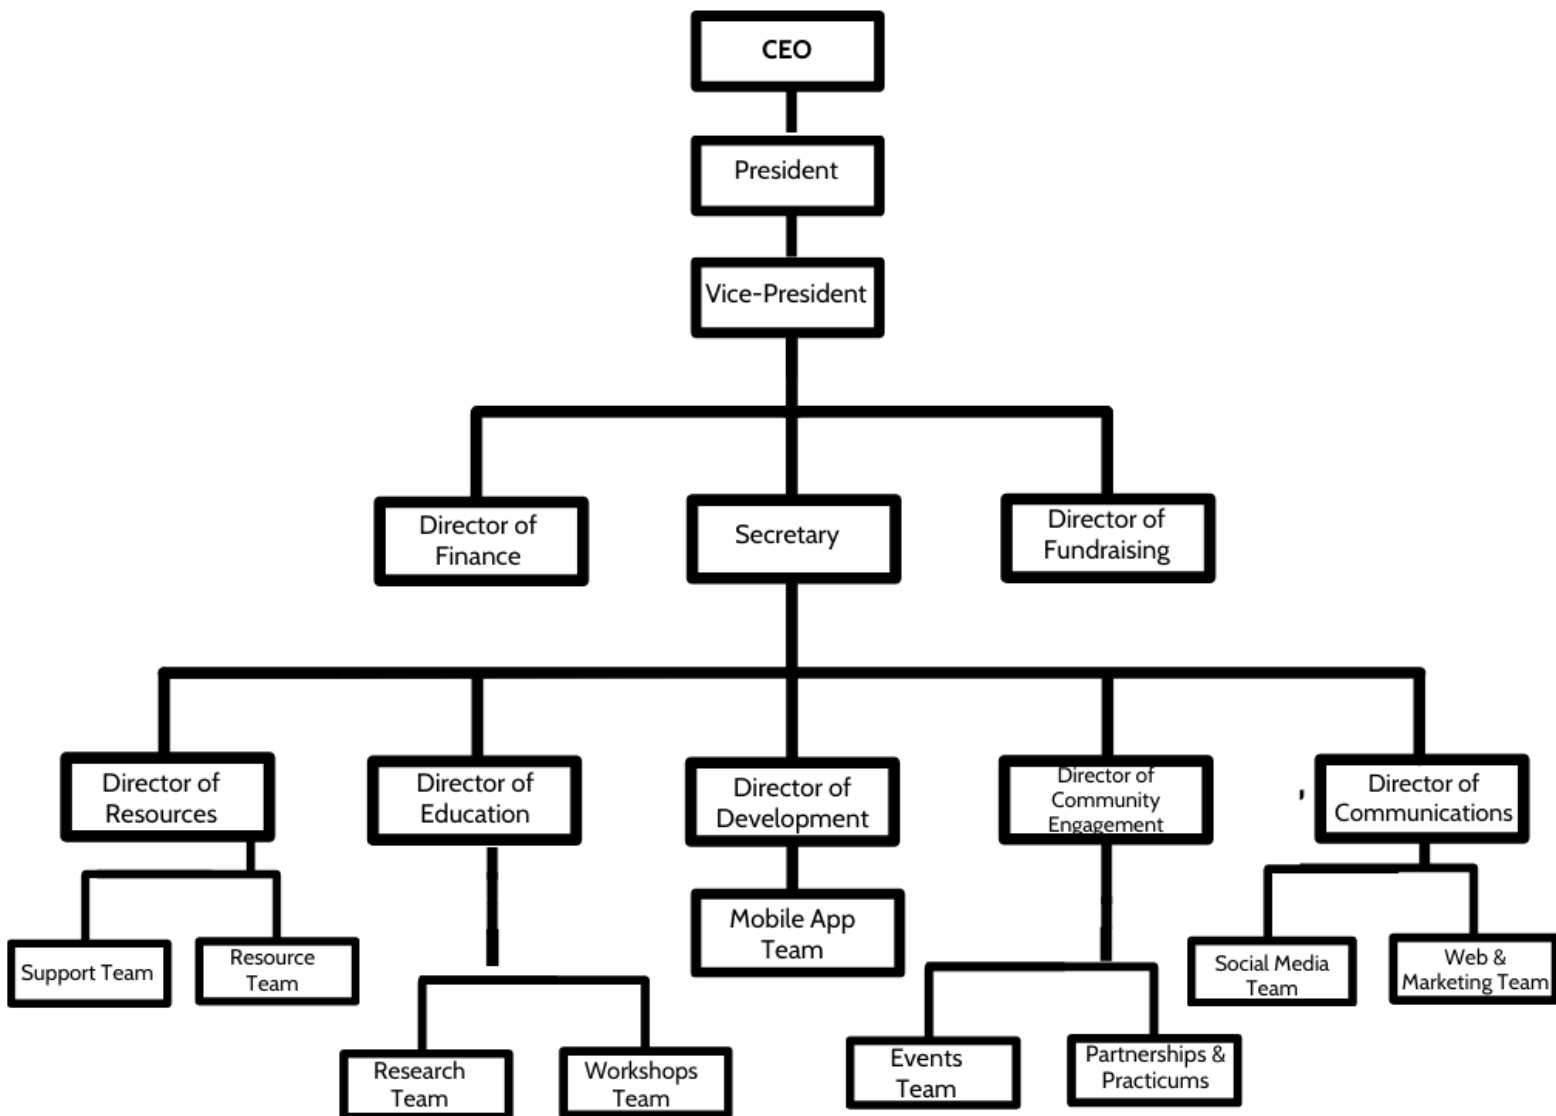 CEO
President
Vice-President
Director of
Finance
Secretary
Director of
Fundraising
Director of
Resources
Director of
Education
Director of
Development
Director of
Community
Engagement
,
Director of
Communications
Support Team
Resource
Team
Research
Team
Workshops
Team
Mobile App
Team
Events
Team
Partnerships &
Practicums
Social Media
Team
Web &
Marketing Team